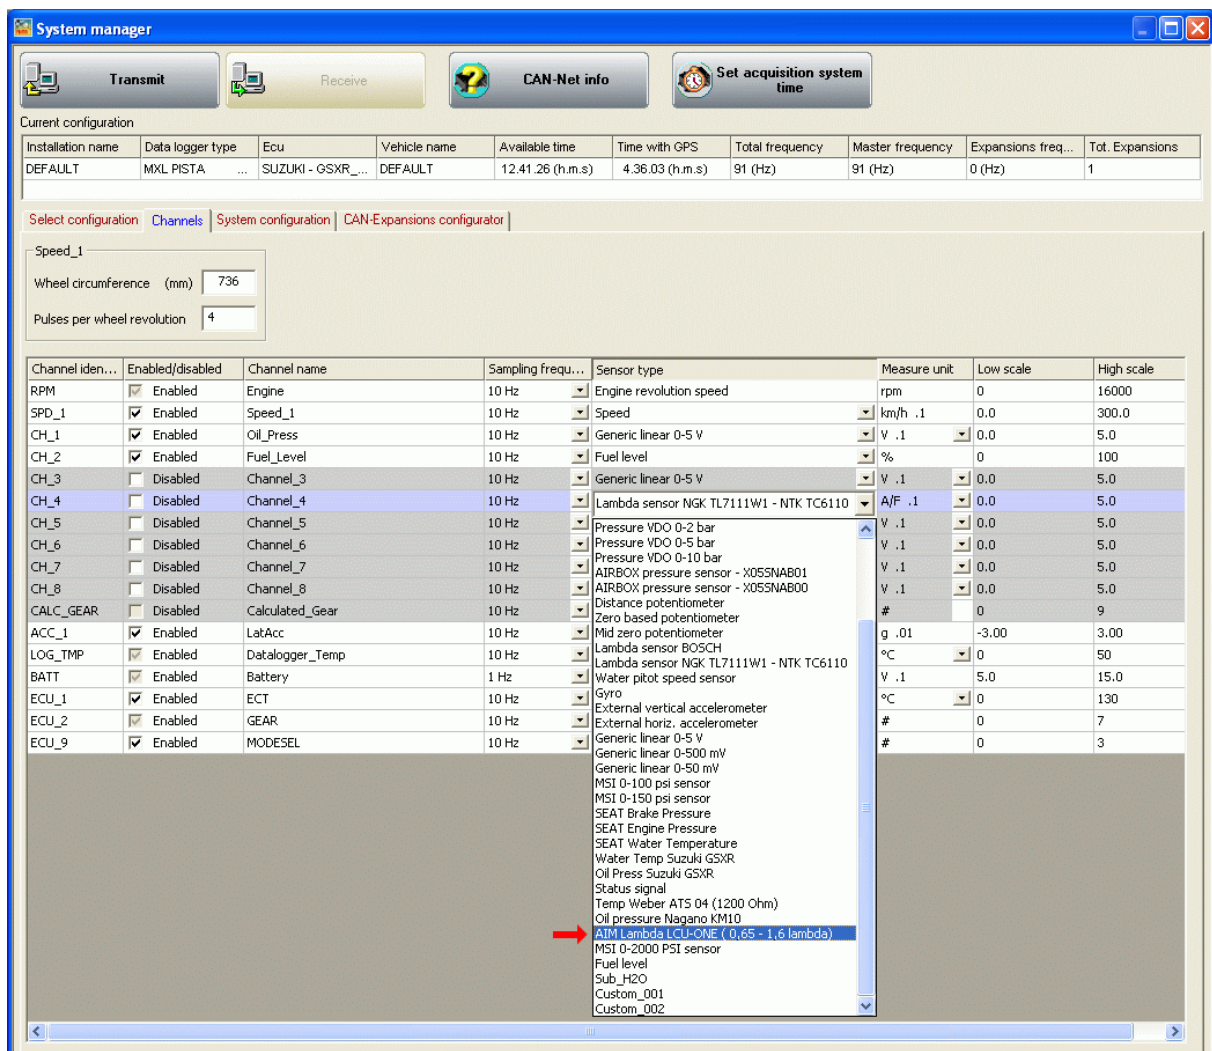 System manager
Transmit Receive CAN-Net info Set acquisition system time
Current configuration
Installation name Data logger type Ecu Vehicle name Available time Time with GPS Total frequency Master frequency Expansions freq... Tot. Expansions
DEFAULT MXL PISTA ... SUZUKI - GSXR_... DEFAULT 12.41.26 (h.m.s) 4.36.03 (h.m.s) 91 (Hz) 91 (Hz) 0 (Hz) 1
Select configuration Channels System configuration CAN-Expansions configurator
Speed_1
Wheel circumference (mm) 736
Pulses per wheel revolution 4
Channel iden... Enabled/disabled Channel name Sampling frequ... Sensor type Measure unit Low scale High scale
RPM Enabled Engine 10 Hz Engine revolution speed rpm 0 16000
SPD_1 Enabled Speed_1 10 Hz Speed km/h .1 0.0 300.0
CH_1 Enabled Oil_Press 10 Hz Generic linear 0-5 V V .1 0.0 5.0
CH_2 Enabled Fuel_Level 10 Hz Fuel level % 0 100
CH_3 Disabled Channel_3 10 Hz Generic linear 0-5 V V .1 0.0 5.0
CH_4 Disabled Channel_4 10 Hz Lambda sensor NGK TL7111W1 - NTK TC6110 A/F .1 0.0 5.0
CH_5 Disabled Channel_5 10 Hz V .1 0.0 5.0
CH_6 Disabled Channel_6 10 Hz V .1 0.0 5.0
CH_7 Disabled Channel_7 10 Hz V .1 0.0 5.0
CH_8 Disabled Channel_8 10 Hz V .1 0.0 5.0
CALC_GEAR Disabled Calculated_Gear 10 Hz # 0 9
ACC_1 Enabled LatAcc 10 Hz g .01 -3.00 3.00
LOG_TMP Enabled Datalogger_Temp 10 Hz °C 0 50
BATT Enabled Battery 1 Hz V .1 5.0 15.0
ECU_1 Enabled ECT 10 Hz °C 0 130
ECU_2 Enabled GEAR 10 Hz # 0 7
ECU_9 Enabled MODESEL 10 Hz # 0 3
Pressure VDO 0-2 bar
Pressure VDO 0-5 bar
Pressure VDO 0-10 bar
AIRBOX pressure sensor - X05SNAB01
AIRBOX pressure sensor - X05SNAB00
Distance potentiometer
Zero based potentiometer
Mid zero potentiometer
Lambda sensor BOSCH
Lambda sensor NGK TL7111W1 - NTK TC6110
Water pitot speed sensor
Gyro
External vertical accelerometer
External horiz. accelerometer
Generic linear 0-5 V
Generic linear 0-500 mV
Generic linear 0-50 mV
MSI 0-100 psi sensor
MSI 0-150 psi sensor
SEAT Brake Pressure
SEAT Engine Pressure
SEAT Water Temperature
Water Temp Suzuki GSXR
Oil Press Suzuki GSXR
Status signal
Temp Weber ATS 04 (1200 Ohm)
Oil pressure Nagano KM10
AIM Lambda LCU-ONE ( 0,65 - 1,6 lambda)
MSI 0-2000 PSI sensor
Fuel level
Sub_H2O
Custom_001
Custom_002